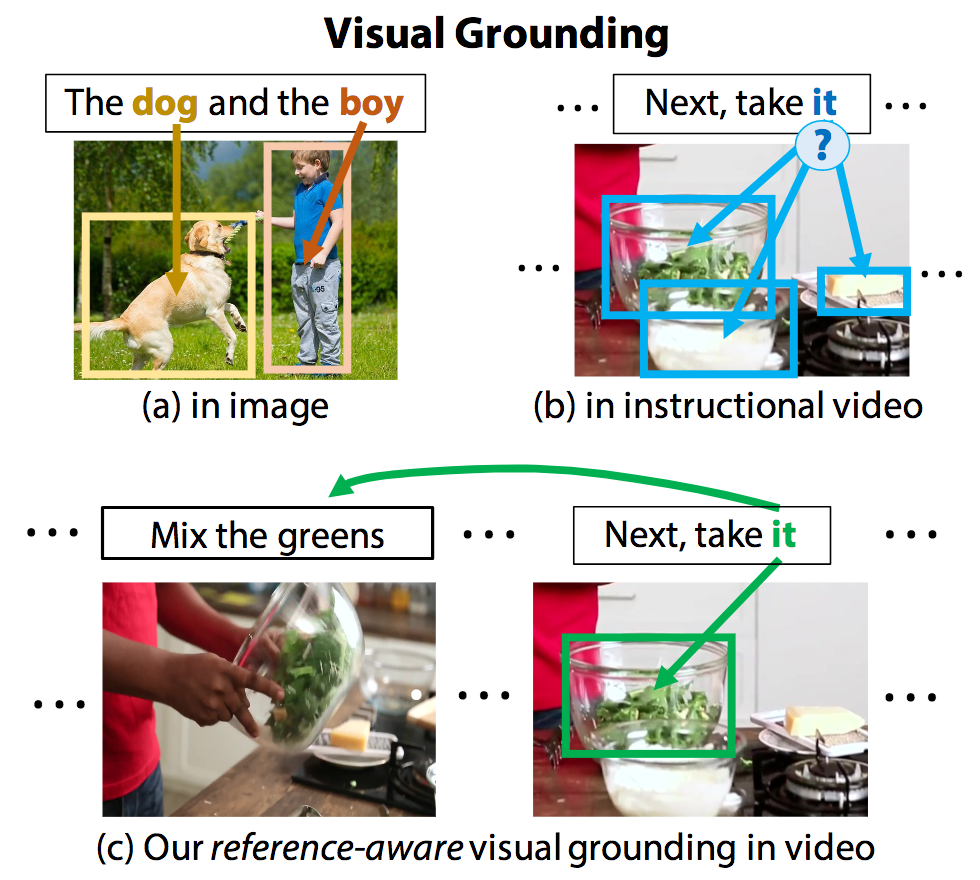 Visual Grounding
The dog and the boy
... Next, take it ...
?
... ...
(a) in image
(b) in instructional video
... Mix the greens ... Next, take it ...
... ... ...
(c) Our reference-aware visual grounding in video